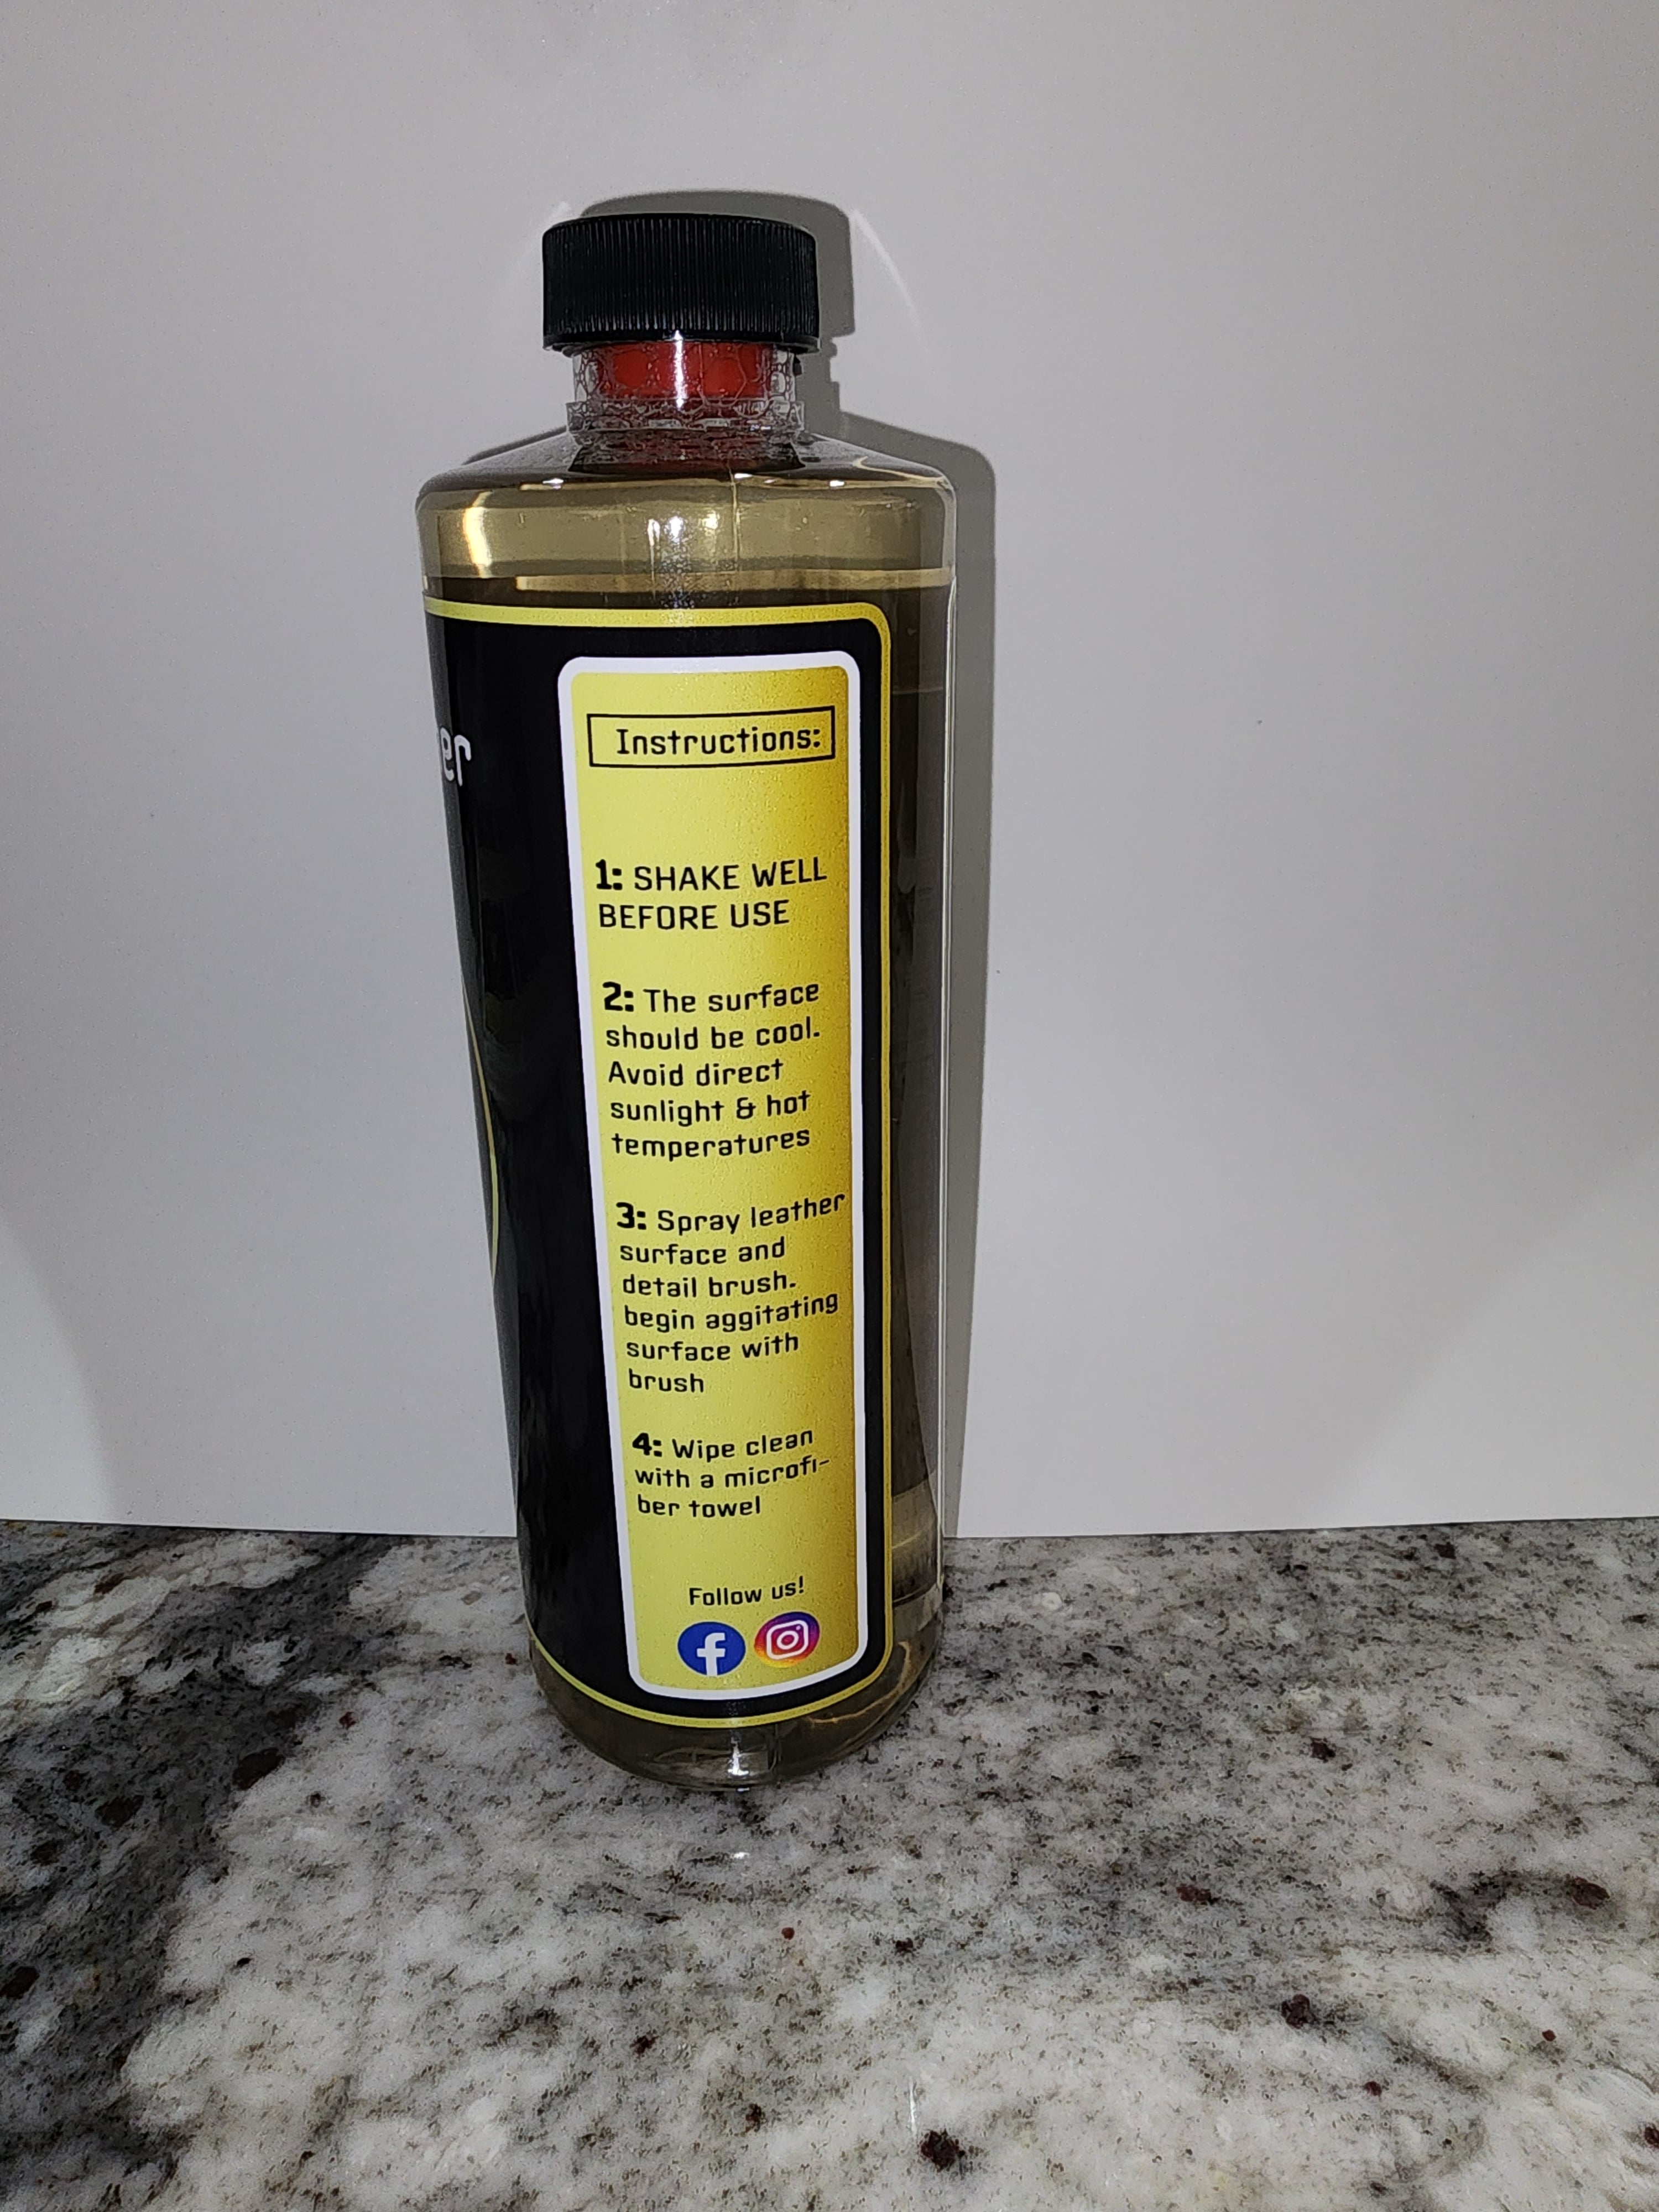 er
Instructions:
1: SHAKE WELL
BEFORE USE
2: The surface
should be cool.
Avoid direct
sunlight & hot
temperatures
3: Spray leather
surface and
detail brush.
begin aggitating
surface with
brush
4: Wipe clean
with a microfi-
ber towel
Follow us!